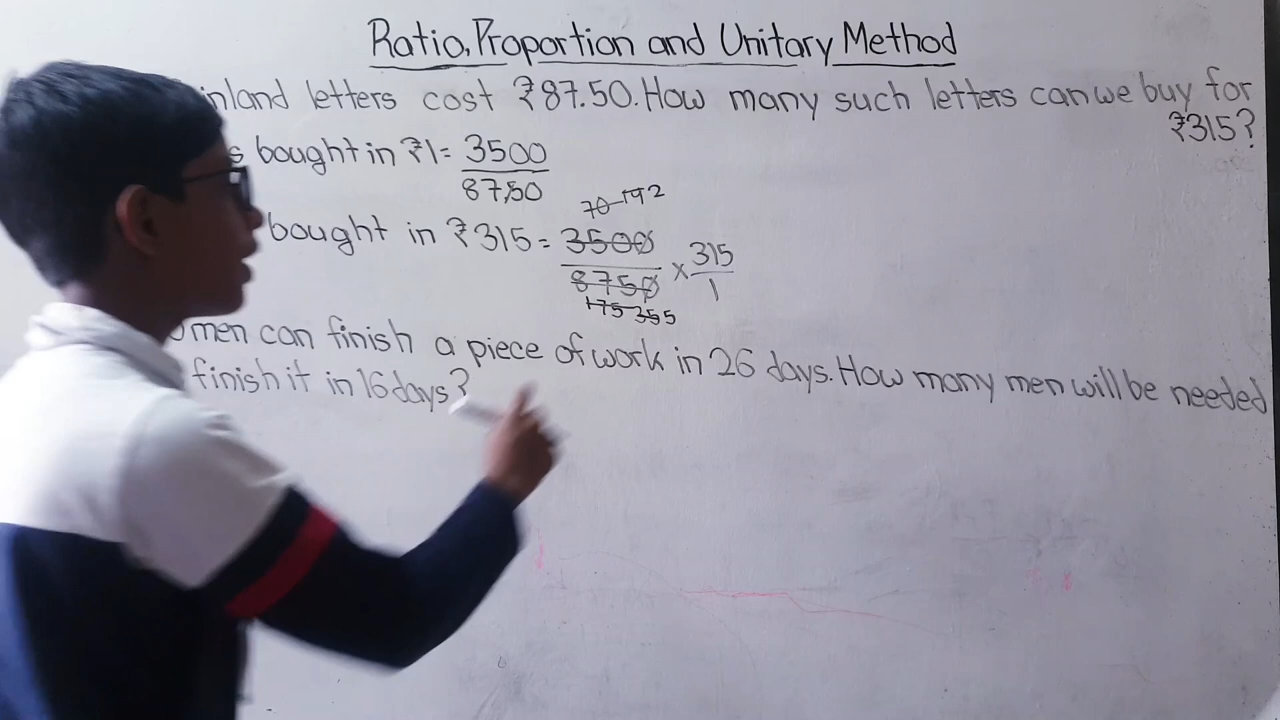 Ratio, Proportion and Unitary Method
inland letters cost ₹87.50. How many such letters can we buy for
₹315?
s bought in ₹1 = 3500
87,50
70 14 2
bought in ₹315 = 3500 × 315
8750 1
175 35 5
men can finish a piece of work in 26 days. How many men will be needed
finish it in 16 days?